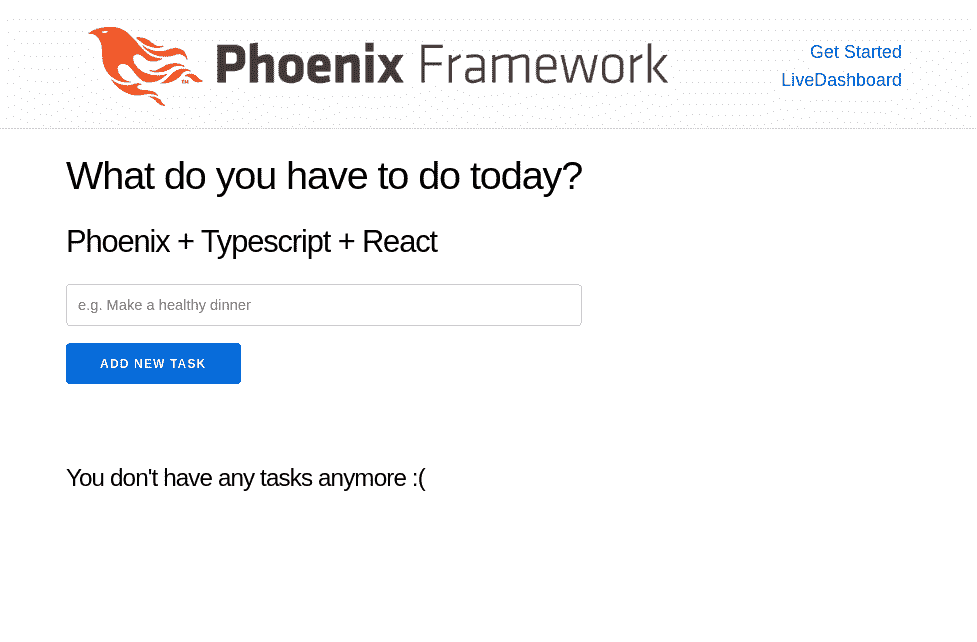 Phoenix Framework
TM
Get Started
LiveDashboard
What do you have to do today?
Phoenix + Typescript + React
e.g. Make a healthy dinner
ADD NEW TASK
You don't have any tasks anymore :(